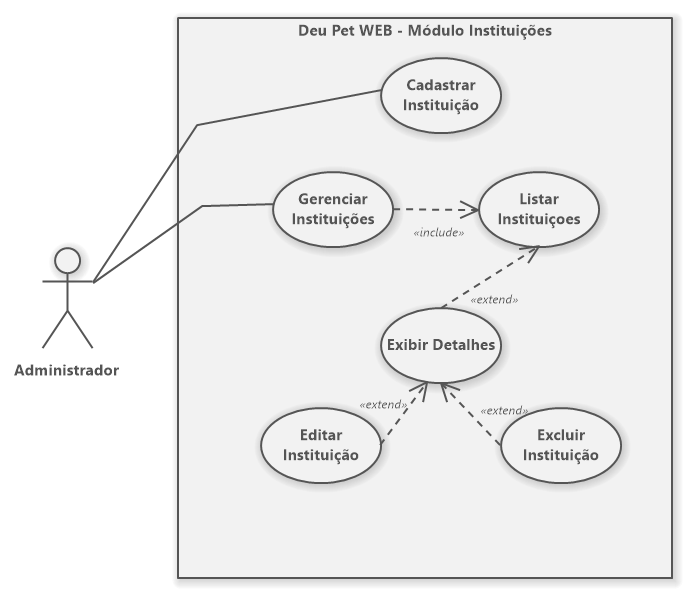 Deu Pet WEB - Módulo Instituições
Cadastrar
Instituição
Gerenciar
Instituições
Listar
Instituiçoes
«include»
«extend»
Exibir Detalhes
Administrador
«extend»
«extend»
Editar
Instituição
Excluir
Instituição